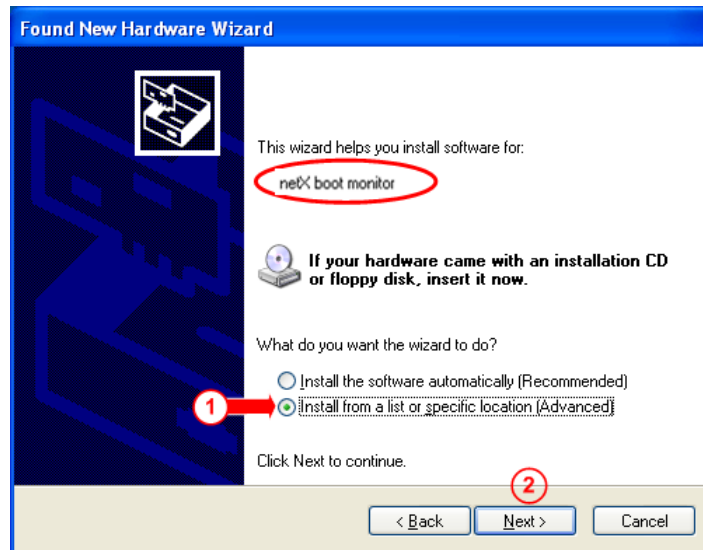 Found New Hardware Wizard
This wizard helps you install software for:
netX boot monitor
If your hardware came with an installation CD
or floppy disk, insert it now.
What do you want the wizard to do?
Install the software automatically (Recommended)
1
Install from a list or specific location (Advanced)
Click Next to continue.
2
< Back
Next >
Cancel